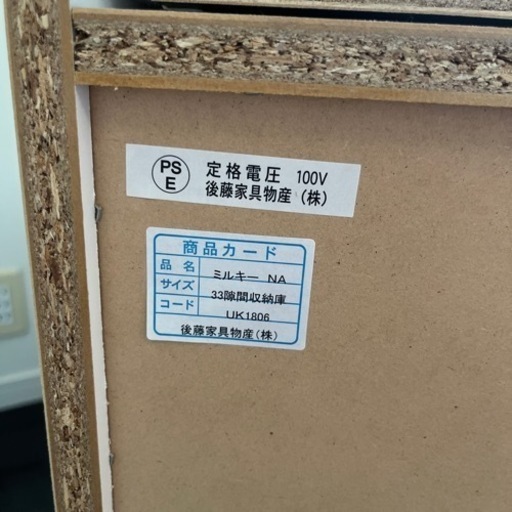 PS
E
定格電圧 100V
後藤家具物産（株）
商品カード
品名 ミルキー NA
サイズ 33隙間収納庫
コード UK1806
後藤家具物産(株)